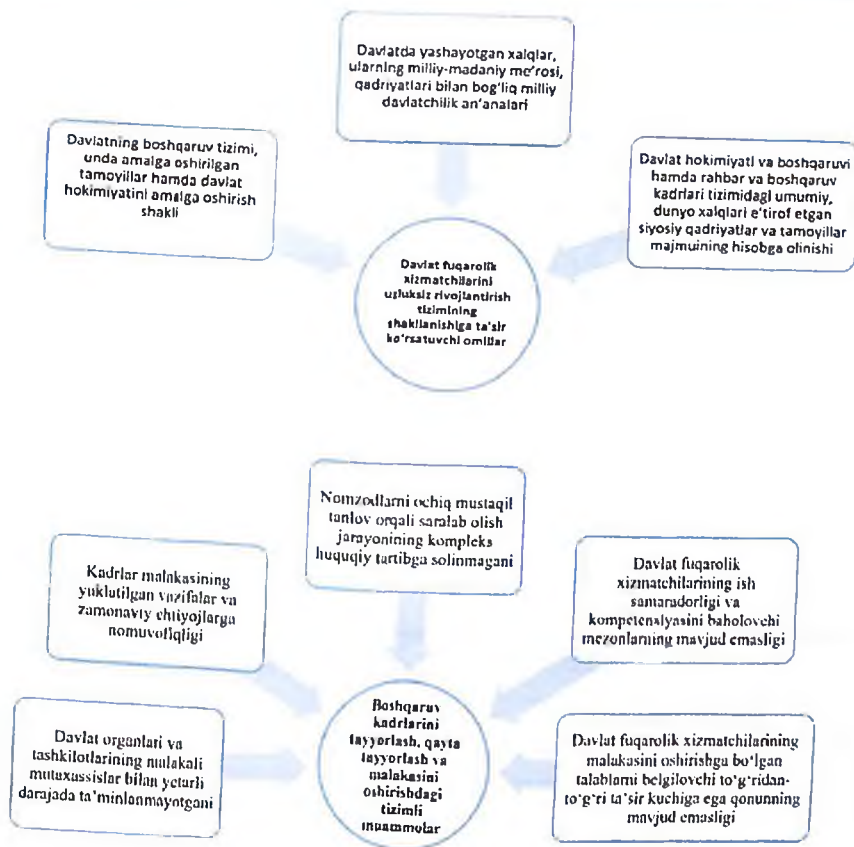 Davlatda yashayotgan xalqlar,
ularning milliy-madaniy me'rosi,
qadriyatlari bilan bog'liq milliy
davlatchilik an'analari
Davlatning boshqaruv tizimi,
unda amalga oshirilgan
tamoyillar hamda davlat
hokimiyatini amalga oshirish
shakli
Davlat hokimiyati va boshqaruvi
hamda rahbar va boshqaruv
kadrlari tizimidagi umumiy,
dunyo xalqlari e'tirof etgan
siyosiy qadriyatlar va tamoyillar
majmuining hisobga olinishi
Davlat fuqarolik
xizmatchilarini
uzluksiz rivojlantirish
tizimining
shakllanishiga ta'sir
ko'rsatuvchi omillar
Nomzodlarni ochiq mustaqil
tanlov orqali saralab olish
jarayonining kompleks
huquqiy tartibga solinmagani
Kadrlar malakasining
yuklutilgan vazifalar va
zamonaviy ehtiyojlarga
nomuvofiqligi
Davlat fuqarolik
xizmatchilarining ish
samaradorligi va
kompetensiyasini baholovchi
mezonlarning mavjud emasligi
Davlat organlari va
tashkilotlarining malakali
mutaxassislar bilan yetarli
darajada ta'minlanmayotgani
Boshqaruv
kadrlarini
tayyorlash, qayta
tayyorlash va
malakasini
oshirishdagi
tizimli
muammolar
Davlat fuqarolik xizmatchilarining
malakasini oshirishga bo'lgan
talablarni belgilovchi to'g'ridan-
to'g'ri ta'sir kuchiga ega qonunning
mavjud emasligi